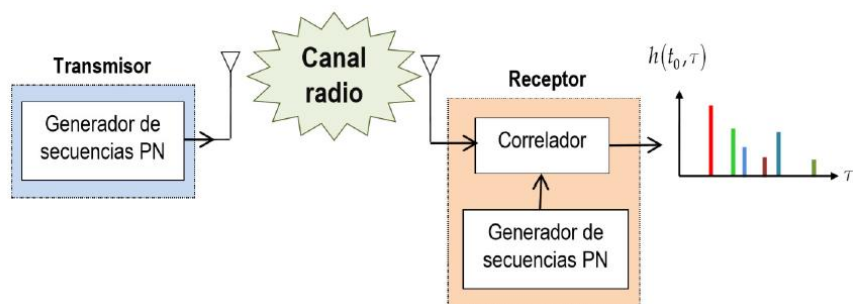 Transmisor
Generador de
secuencias PN
Canal
radio
Receptor
Correlador
Generador de
secuencias PN
h(t₀,τ)
τ